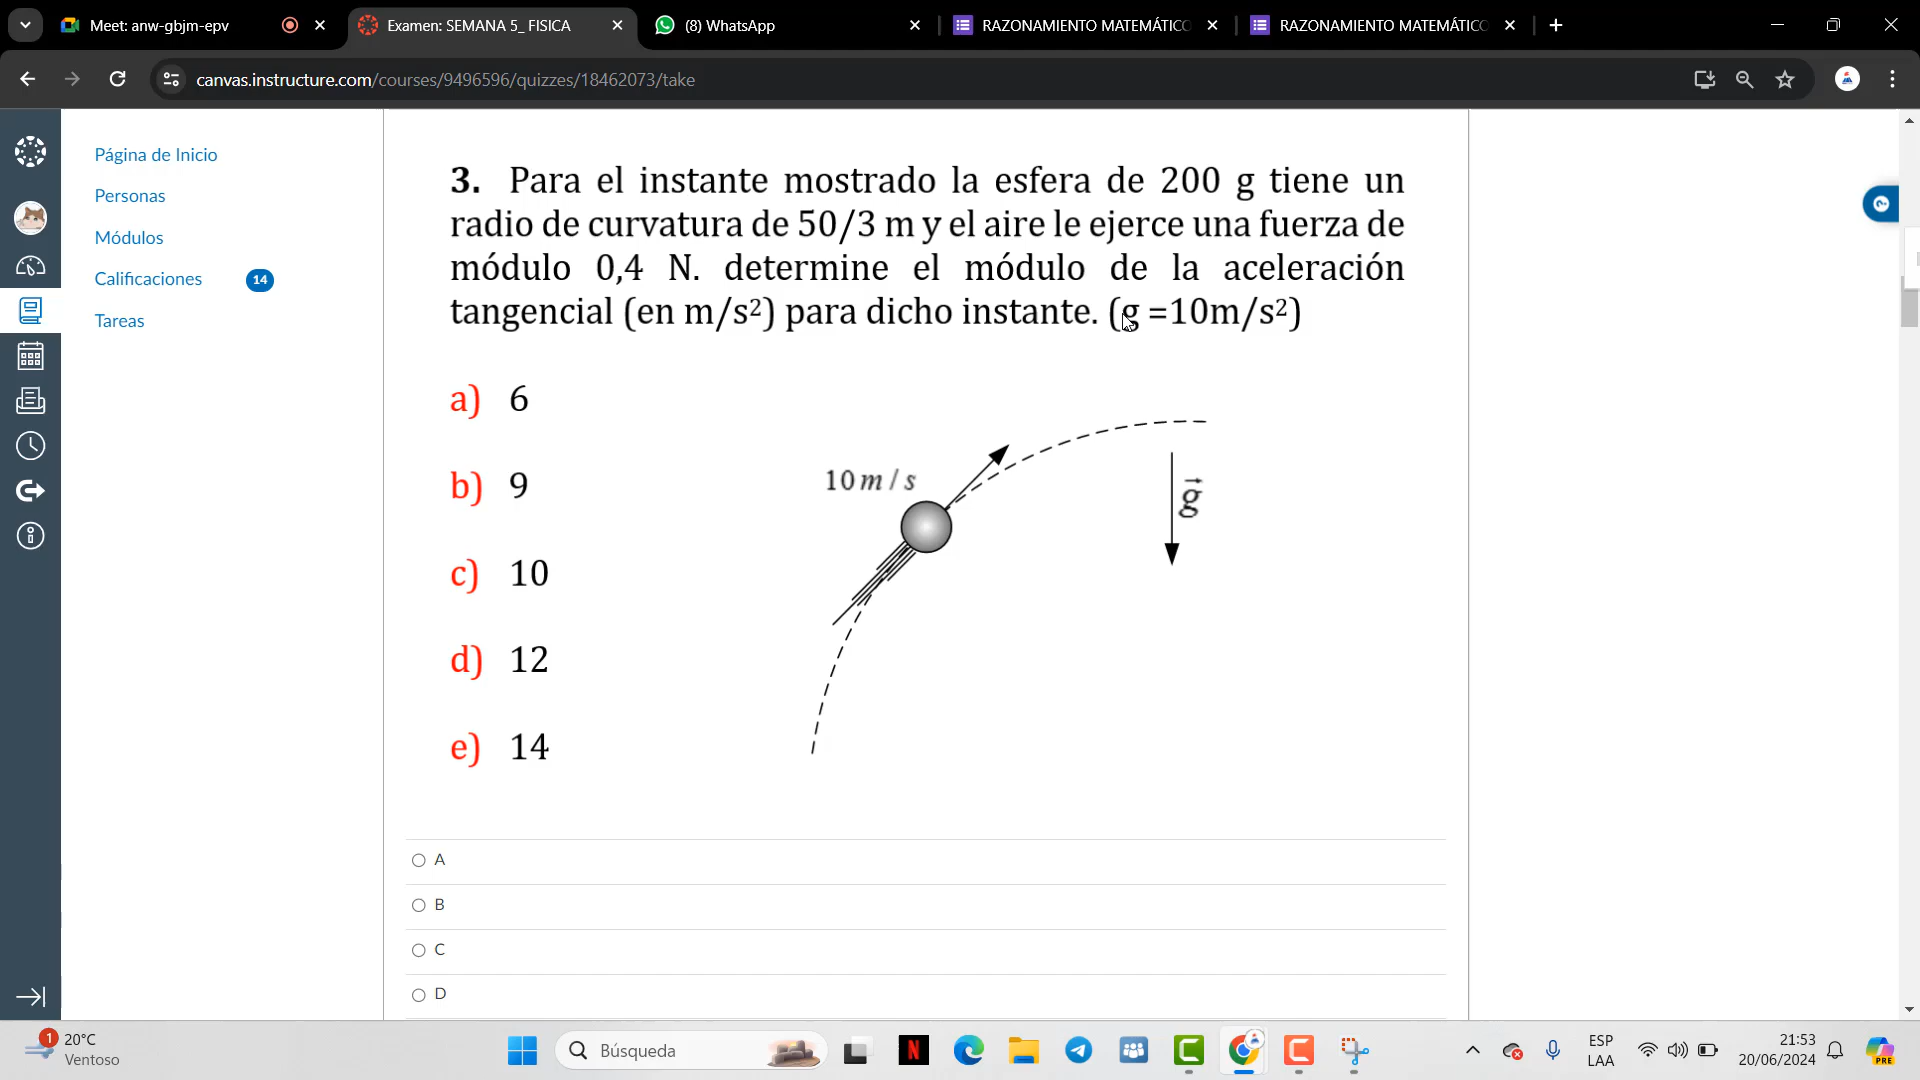 Meet: anw-gbjm-epv
Examen: SEMANA 5_ FISICA
(8) WhatsApp
RAZONAMIENTO MATEMÁTICO
RAZONAMIENTO MATEMÁTICO
canvas.instructure.com/courses/9496596/quizzes/18462073/take
Página de Inicio
Personas
Módulos
Calificaciones 14
Tareas
3. Para el instante mostrado la esfera de 200 g tiene un
radio de curvatura de 50/3 m y el aire le ejerce una fuerza de
módulo 0,4 N. determine el módulo de la aceleración
tangencial (en m/s²) para dicho instante. (g =10m/s²)
a) 6
b) 9
c) 10
d) 12
e) 14
10 m / s
g⃗
A
B
C
D
1
20°C
Ventoso
Búsqueda
N
ESP
LAA
21:53
20/06/2024
PRE